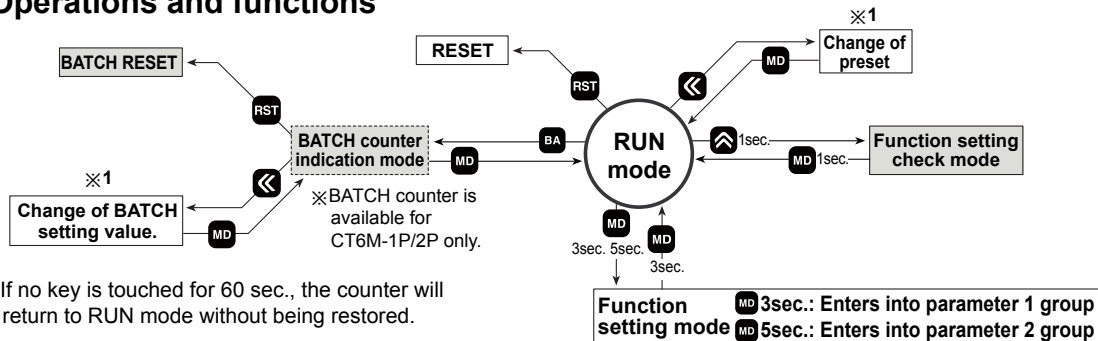 Operations and functions
※1
Change of
preset
MD
RESET
RST
BATCH RESET
RST
BATCH counter
indication mode
BA
MD
RUN
mode
1sec.
MD 1sec.
Function setting
check mode
※1
Change of BATCH
setting value.
MD
※BATCH counter is
available for
CT6M-1P/2P only.
MD
3sec. 5sec.
MD
3sec.
If no key is touched for 60 sec., the counter will
return to RUN mode without being restored.
Function
setting mode
MD 3sec.: Enters into parameter 1 group
MD 5sec.: Enters into parameter 2 group